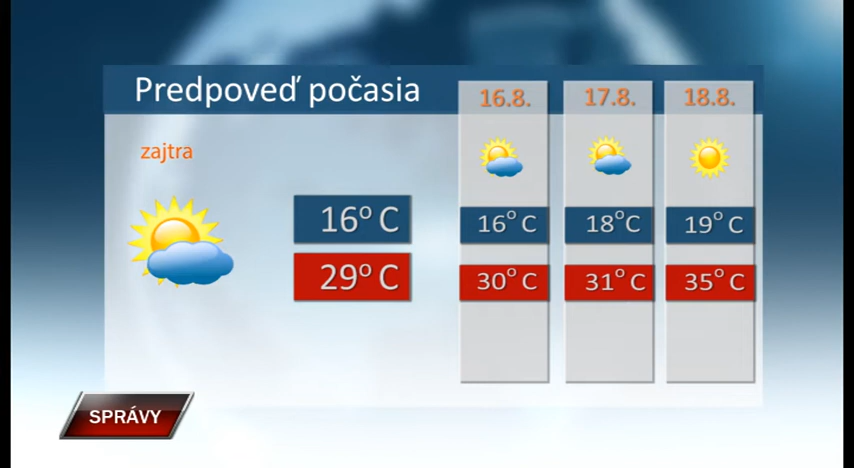 Predpoveď počasia
zajtra
16° C
29° C
16.8.
17.8.
18.8.
16° C
18°C
19° C
30° C
31° C
35° C
SPRÁVY